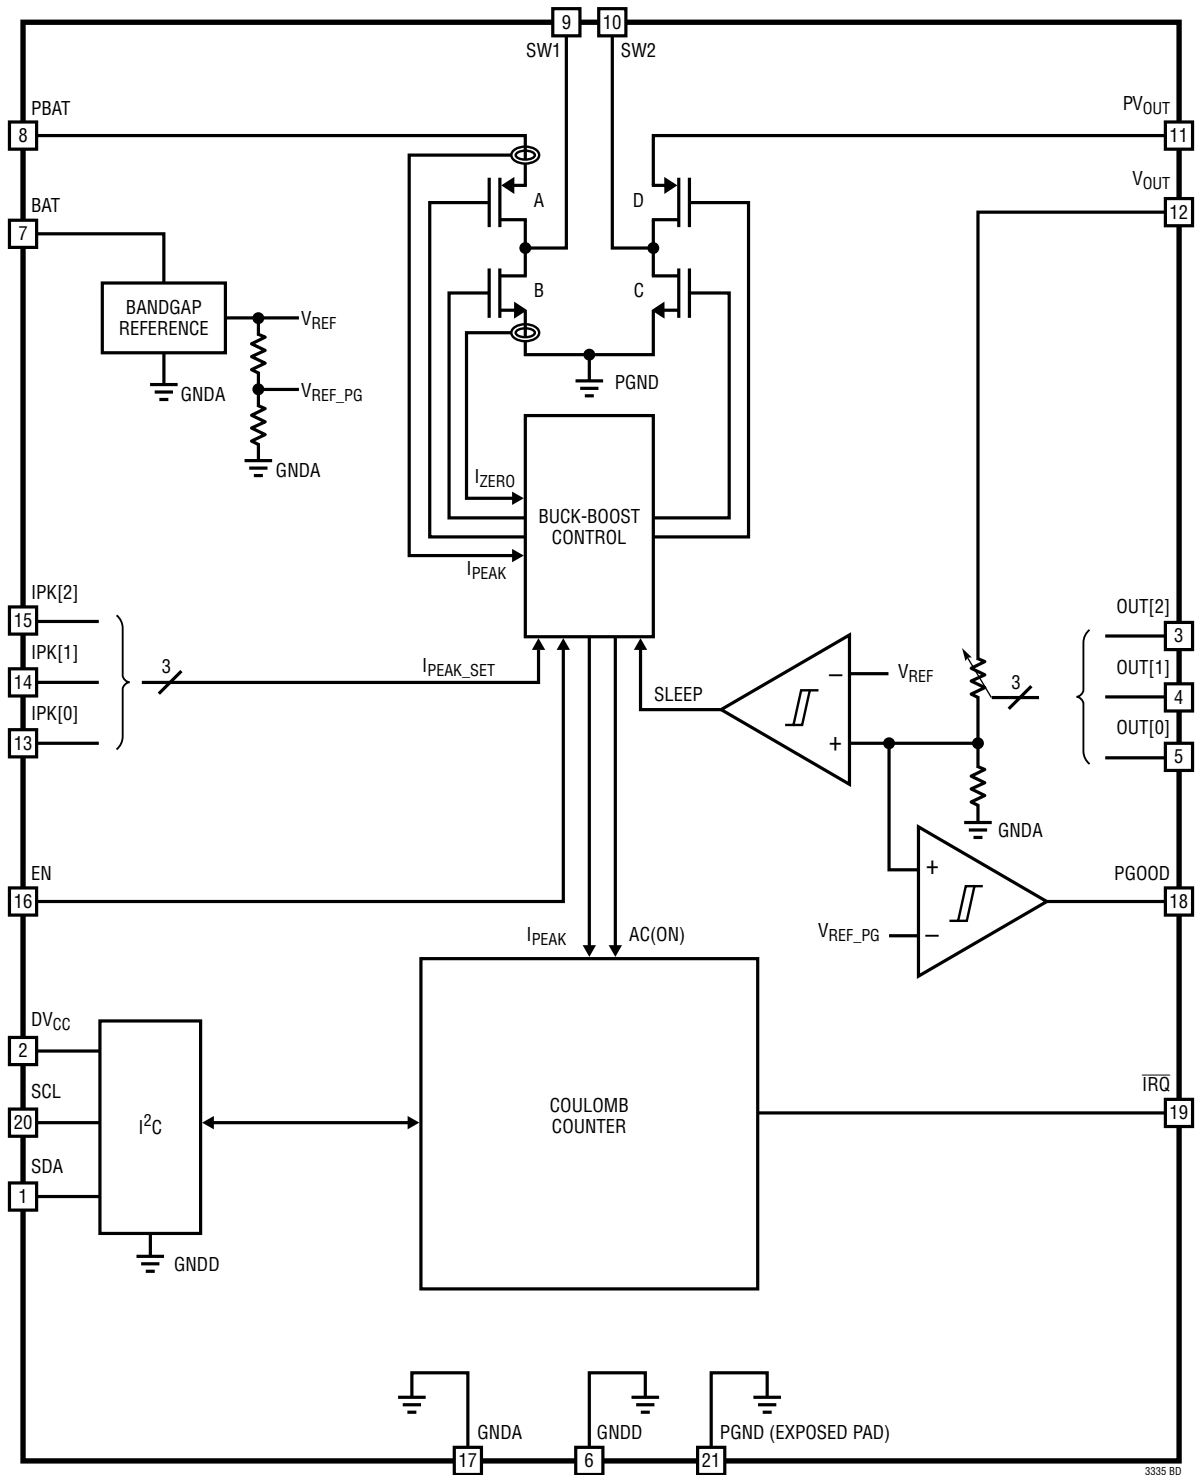 9
10
SW1
SW2
PBAT
8
PVOUT
11
A
D
VOUT
12
BAT
7
B
C
BANDGAP
REFERENCE
VREF
GNDA
VREF_PG
GNDA
PGND
IZERO
BUCK-BOOST
CONTROL
IPEAK
IPK[2]
15
IPK[1]
14
IPK[0]
13
3
IPEAK_SET
SLEEP
−
VREF
+
3
OUT[2]
3
OUT[1]
4
OUT[0]
5
GNDA
EN
16
+
VREF_PG
−
PGOOD
18
IPEAK
AC(ON)
DVCC
2
SCL
20
SDA
1
I²C
GNDD
COULOMB
COUNTER
IRQ
19
GNDA
17
GNDD
6
PGND (EXPOSED PAD)
21
3335 BD